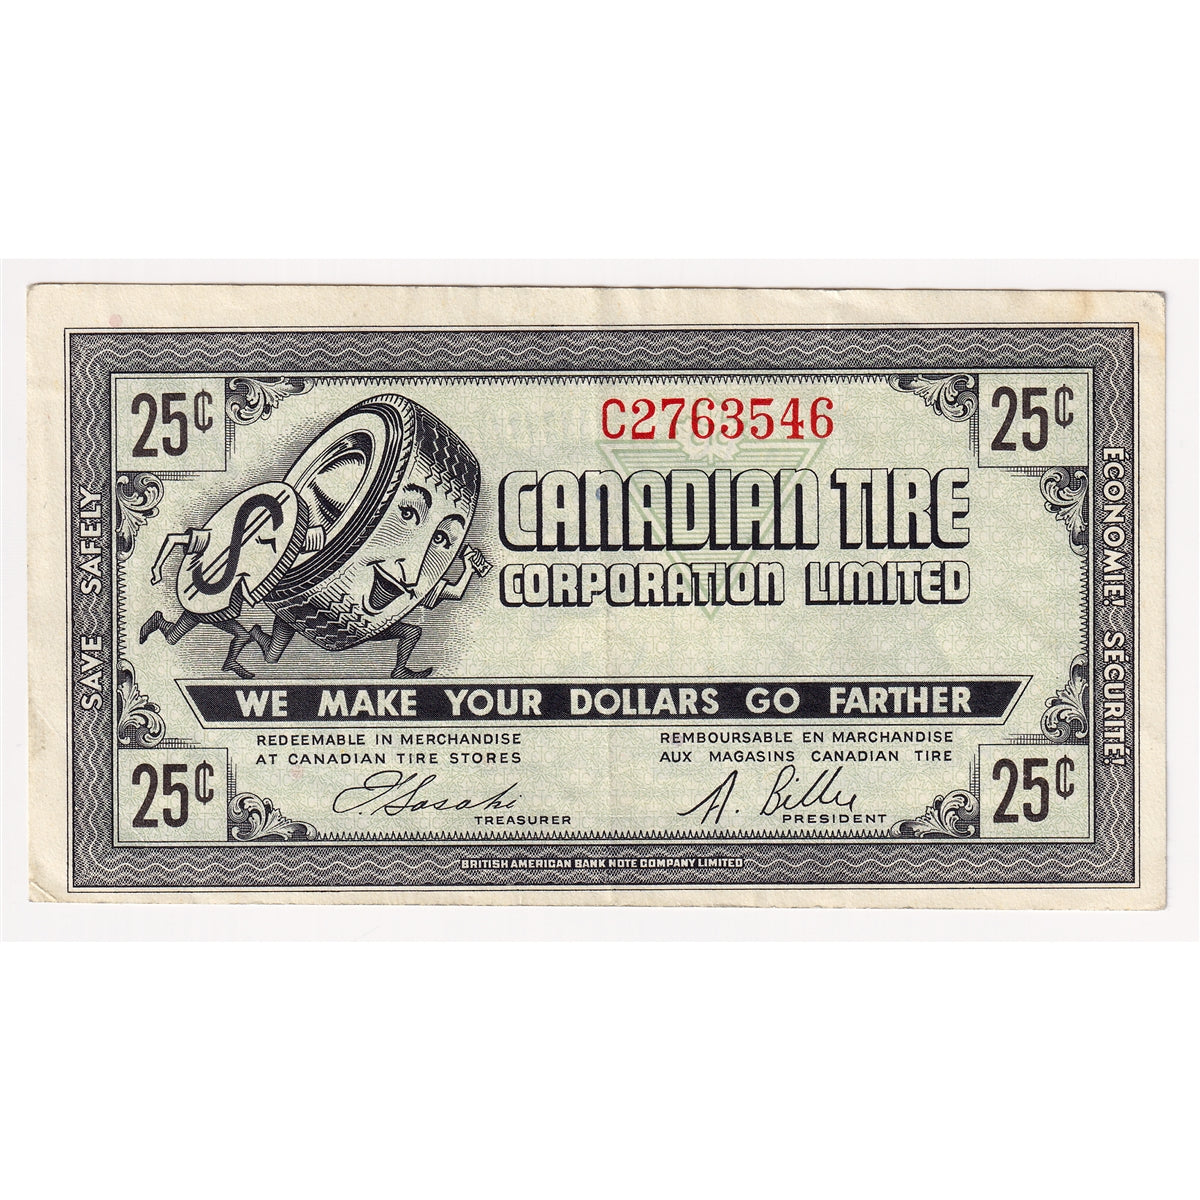 25¢
25¢
C2763546
CANADIAN TIRE
CORPORATION LIMITED
SAVE SAFELY
ÉCONOMIE! SÉCURITÉ!
$
WE MAKE YOUR DOLLARS GO FARTHER
REDEEMABLE IN MERCHANDISE
AT CANADIAN TIRE STORES
REMBOURSABLE EN MARCHANDISE
AUX MAGASINS CANADIAN TIRE
TREASURER
PRESIDENT
25¢
25¢
BRITISH AMERICAN BANK NOTE COMPANY LIMITED